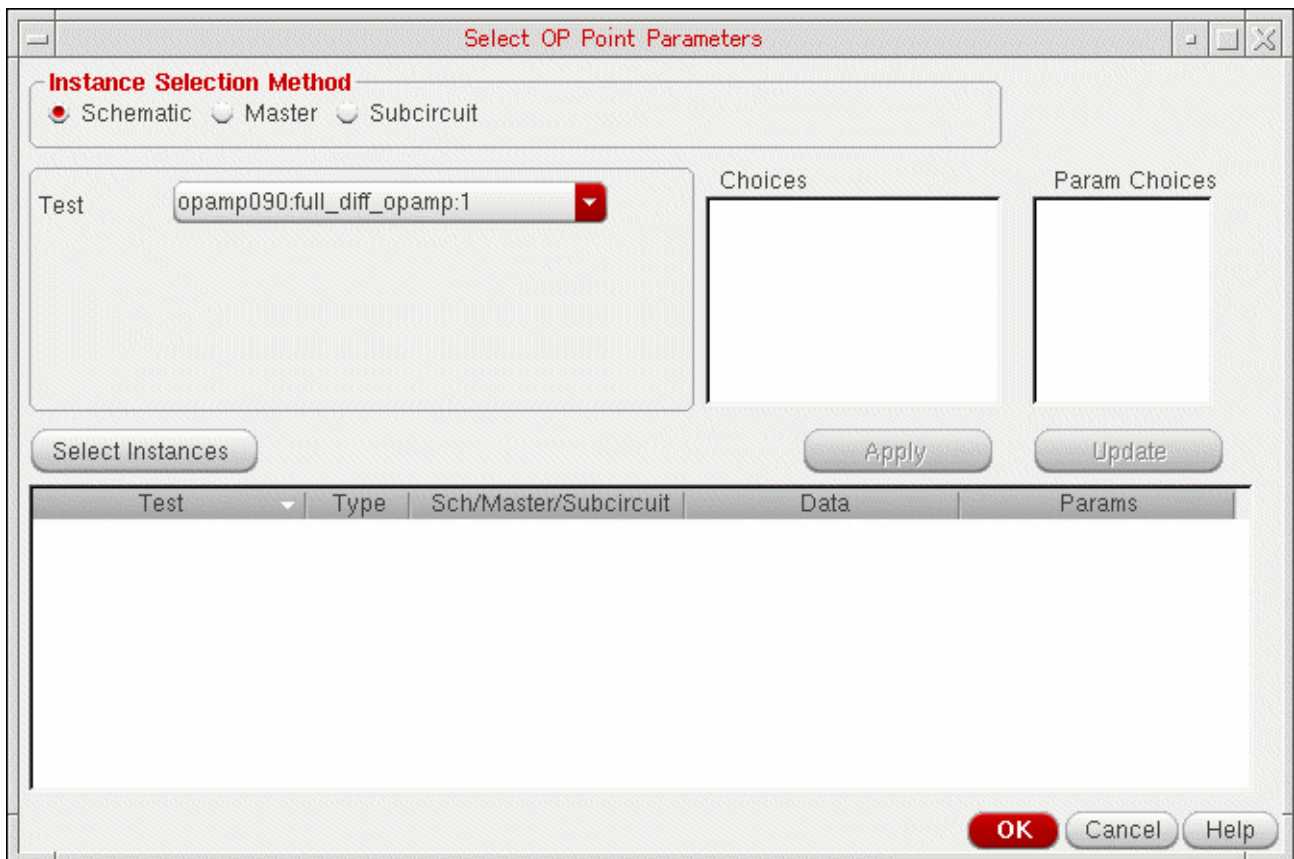 Select OP Point Parameters
Instance Selection Method
Schematic Master Subcircuit
Choices Param Choices
Test opamp090:full_diff_opamp:1
Select Instances Apply Update
Test Type Sch/Master/Subcircuit Data Params
OK Cancel Help